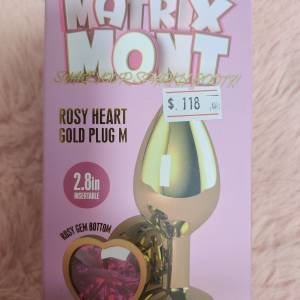 MATRIX
MONT
ROSY HEART
GOLD PLUG M
$ 118
2.8in
INSERTABLE
ROSY GEM BOTTOM